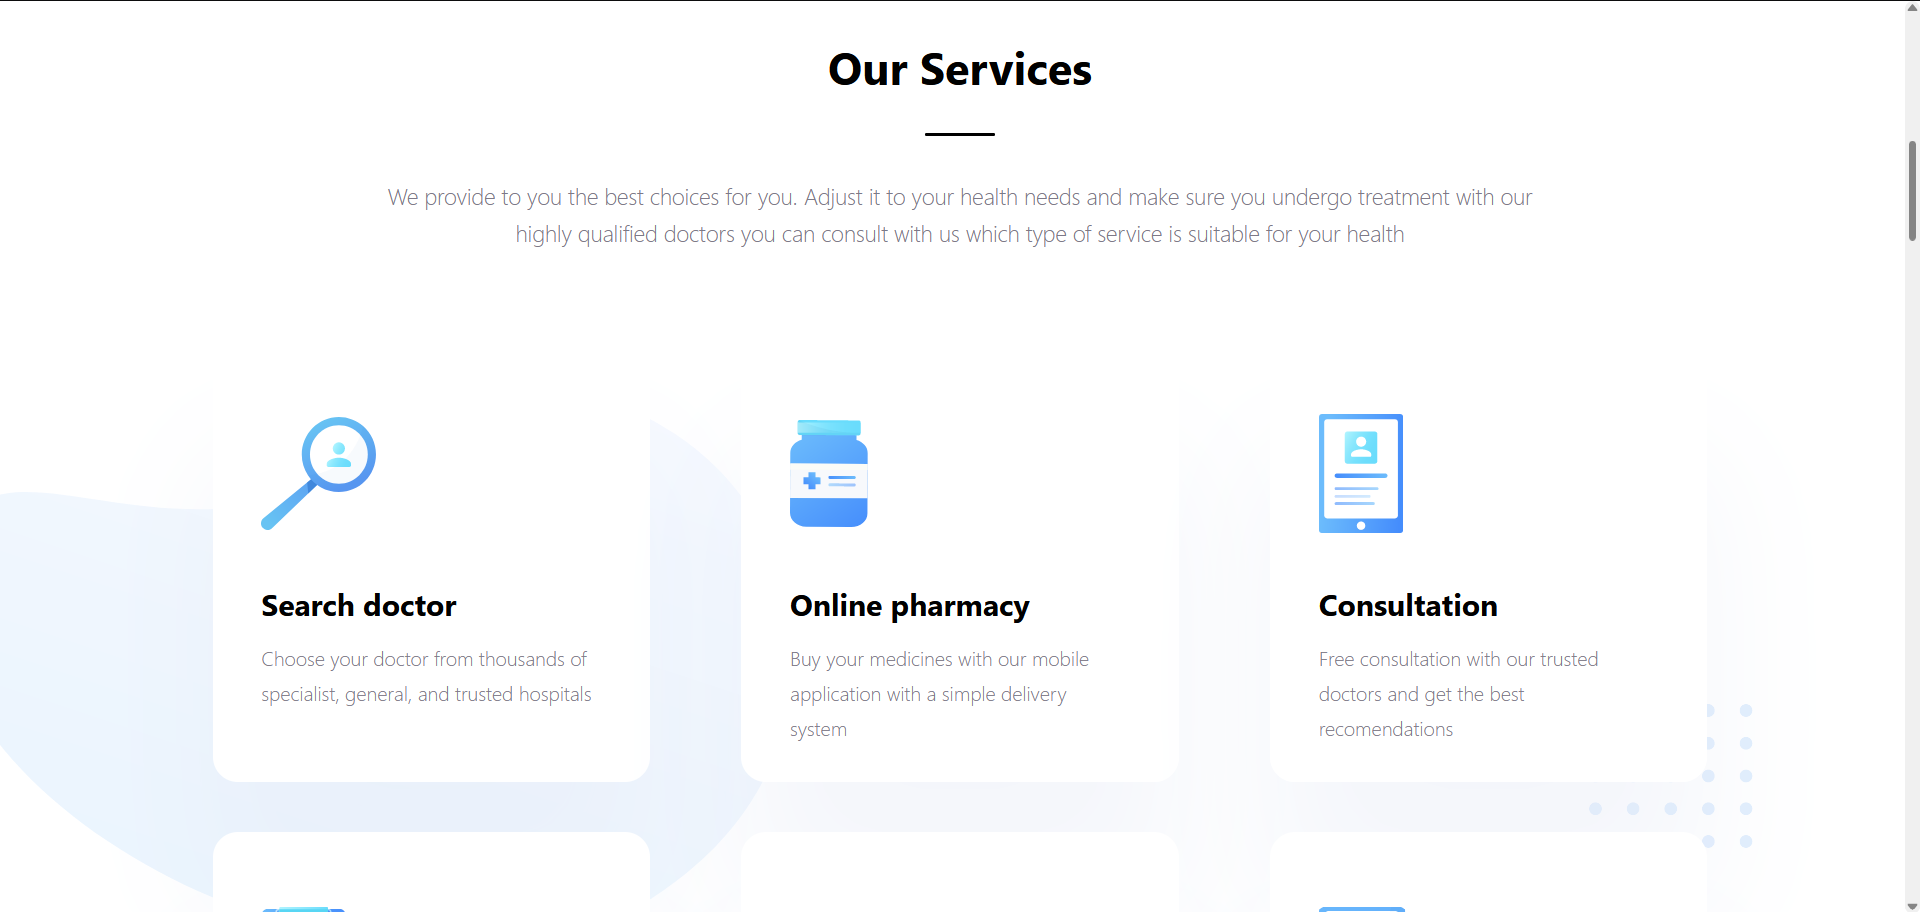 Our Services
We provide to you the best choices for you. Adjust it to your health needs and make sure you undergo treatment with our
highly qualified doctors you can consult with us which type of service is suitable for your health
Search doctor
Choose your doctor from thousands of
specialist, general, and trusted hospitals
Online pharmacy
Buy your medicines with our mobile
application with a simple delivery
system
Consultation
Free consultation with our trusted
doctors and get the best
recomendations